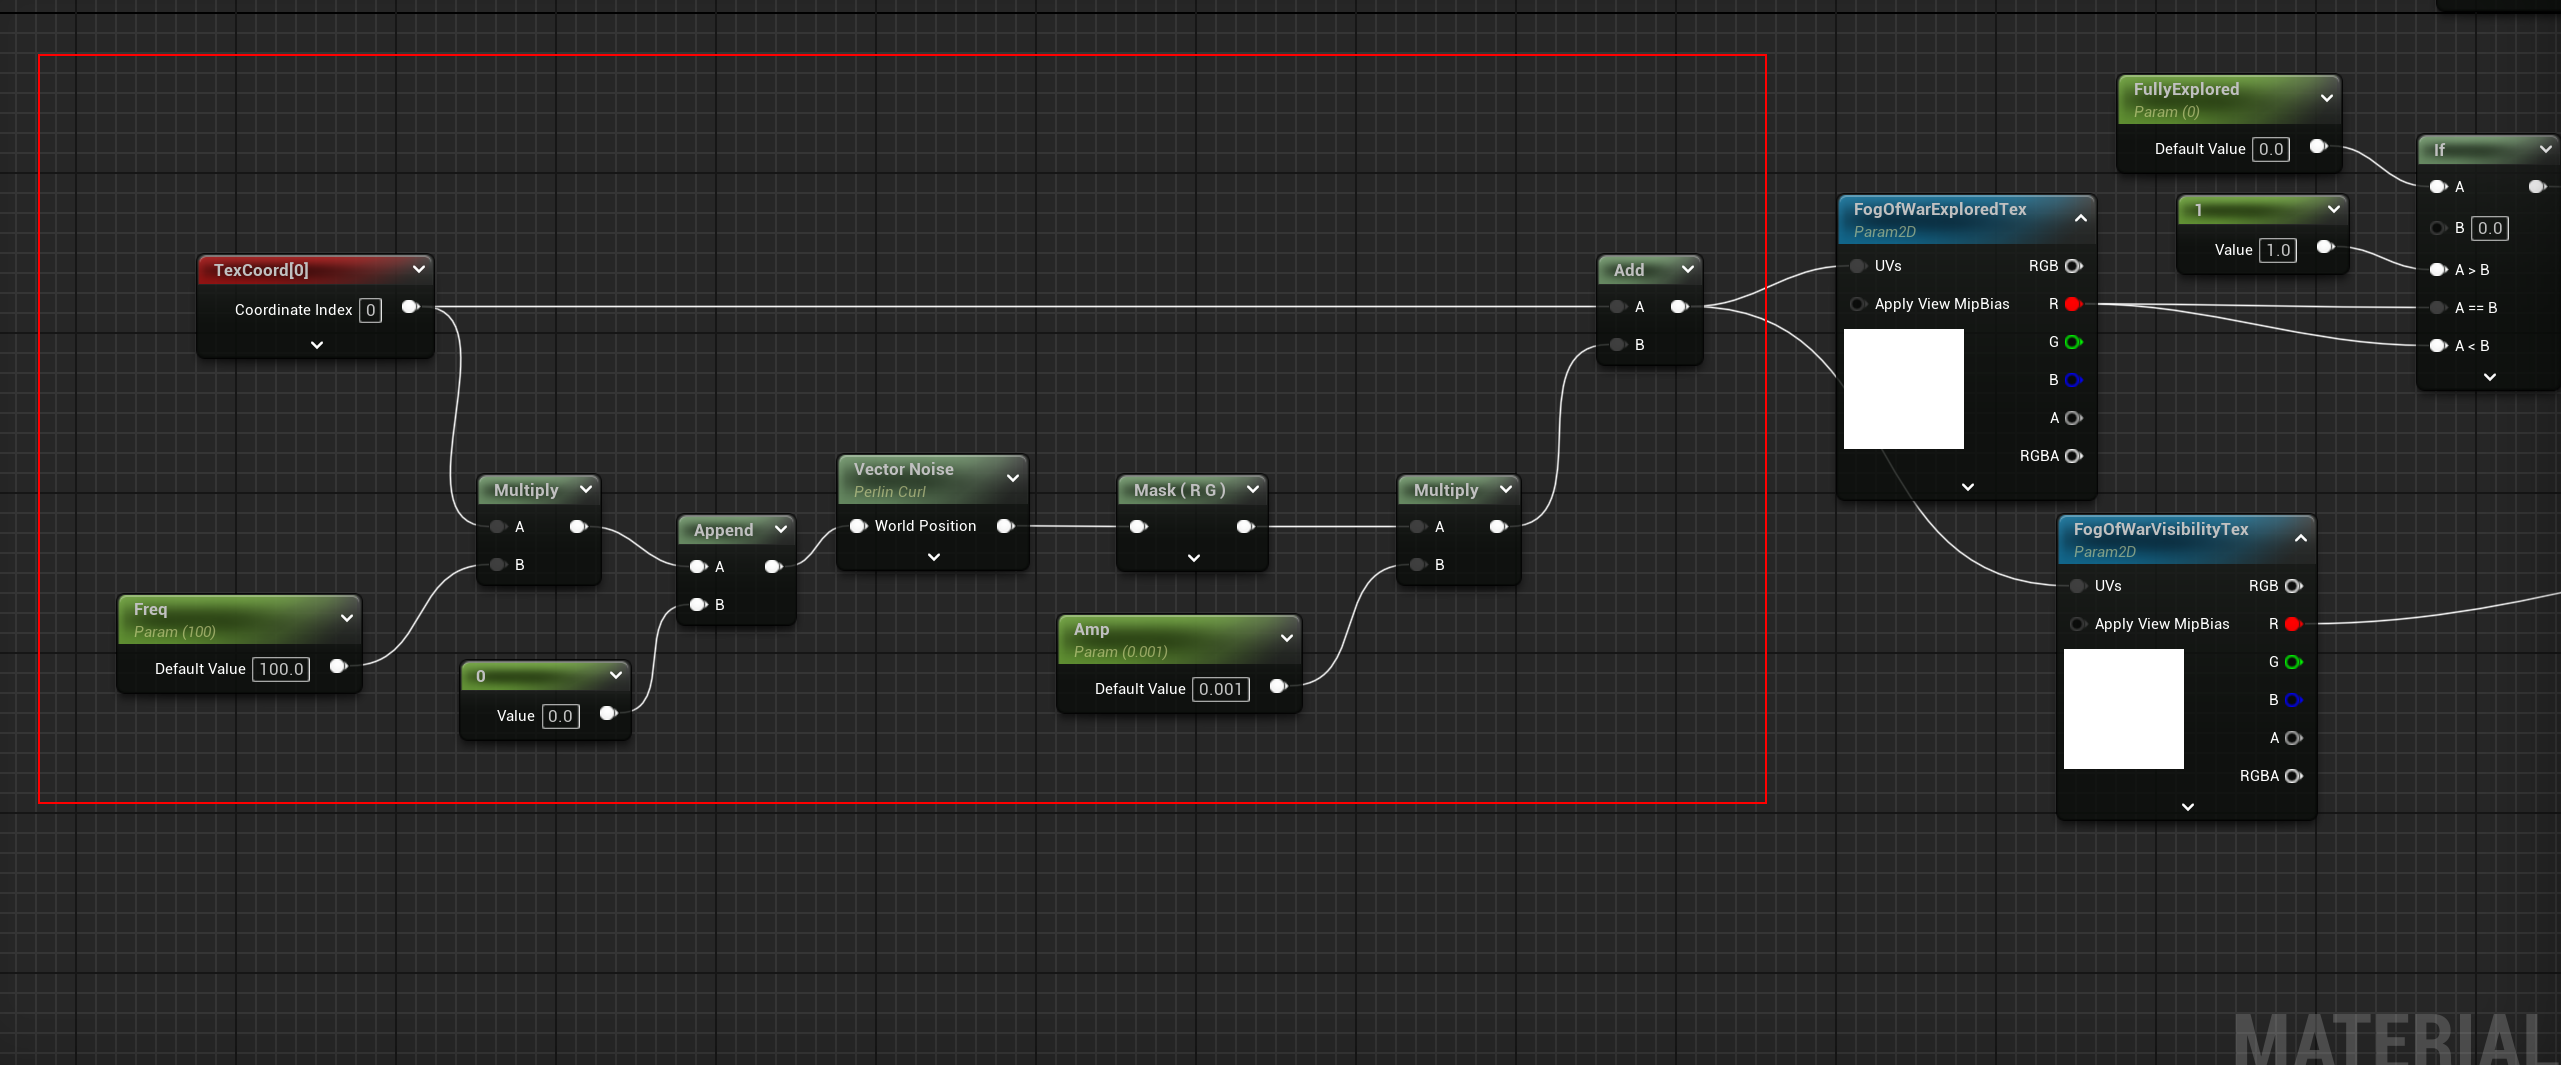 TexCoord[0]
Coordinate Index 0
Freq
Param (100)
Default Value 100.0
Multiply
A
B
0
Value 0.0
Append
A
B
Vector Noise
Perlin Curl
World Position
Mask ( R G )
Amp
Param (0.001)
Default Value 0.001
Multiply
A
B
Add
A
B
FogOfWarExploredTex
Param2D
UVs RGB
Apply View MipBias R
G
B
A
RGBA
FullyExplored
Param (0)
Default Value 0.0
1
Value 1.0
If
A
B 0.0
A > B
A == B
A < B
FogOfWarVisibilityTex
Param2D
UVs RGB
Apply View MipBias R
G
B
A
RGBA
MATERIAL